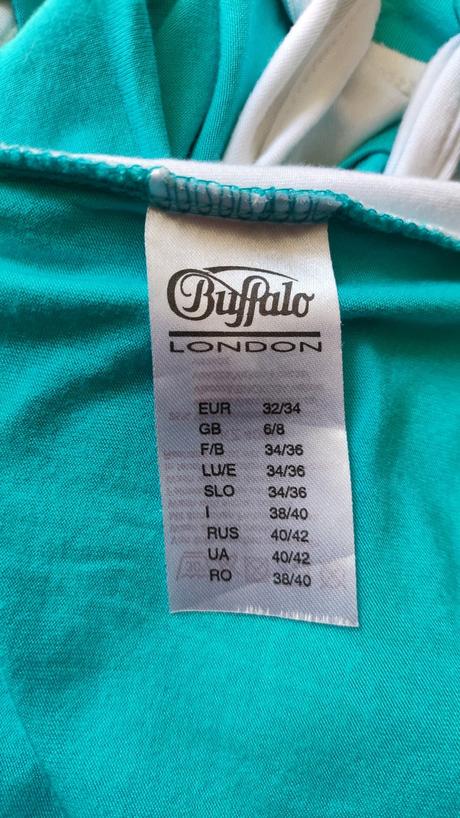 Buffalo
LONDON
EUR 32/34
GB 6/8
F/B 34/36
LU/E 34/36
SLO 34/36
I 38/40
RUS 40/42
UA 40/42
RO 38/40